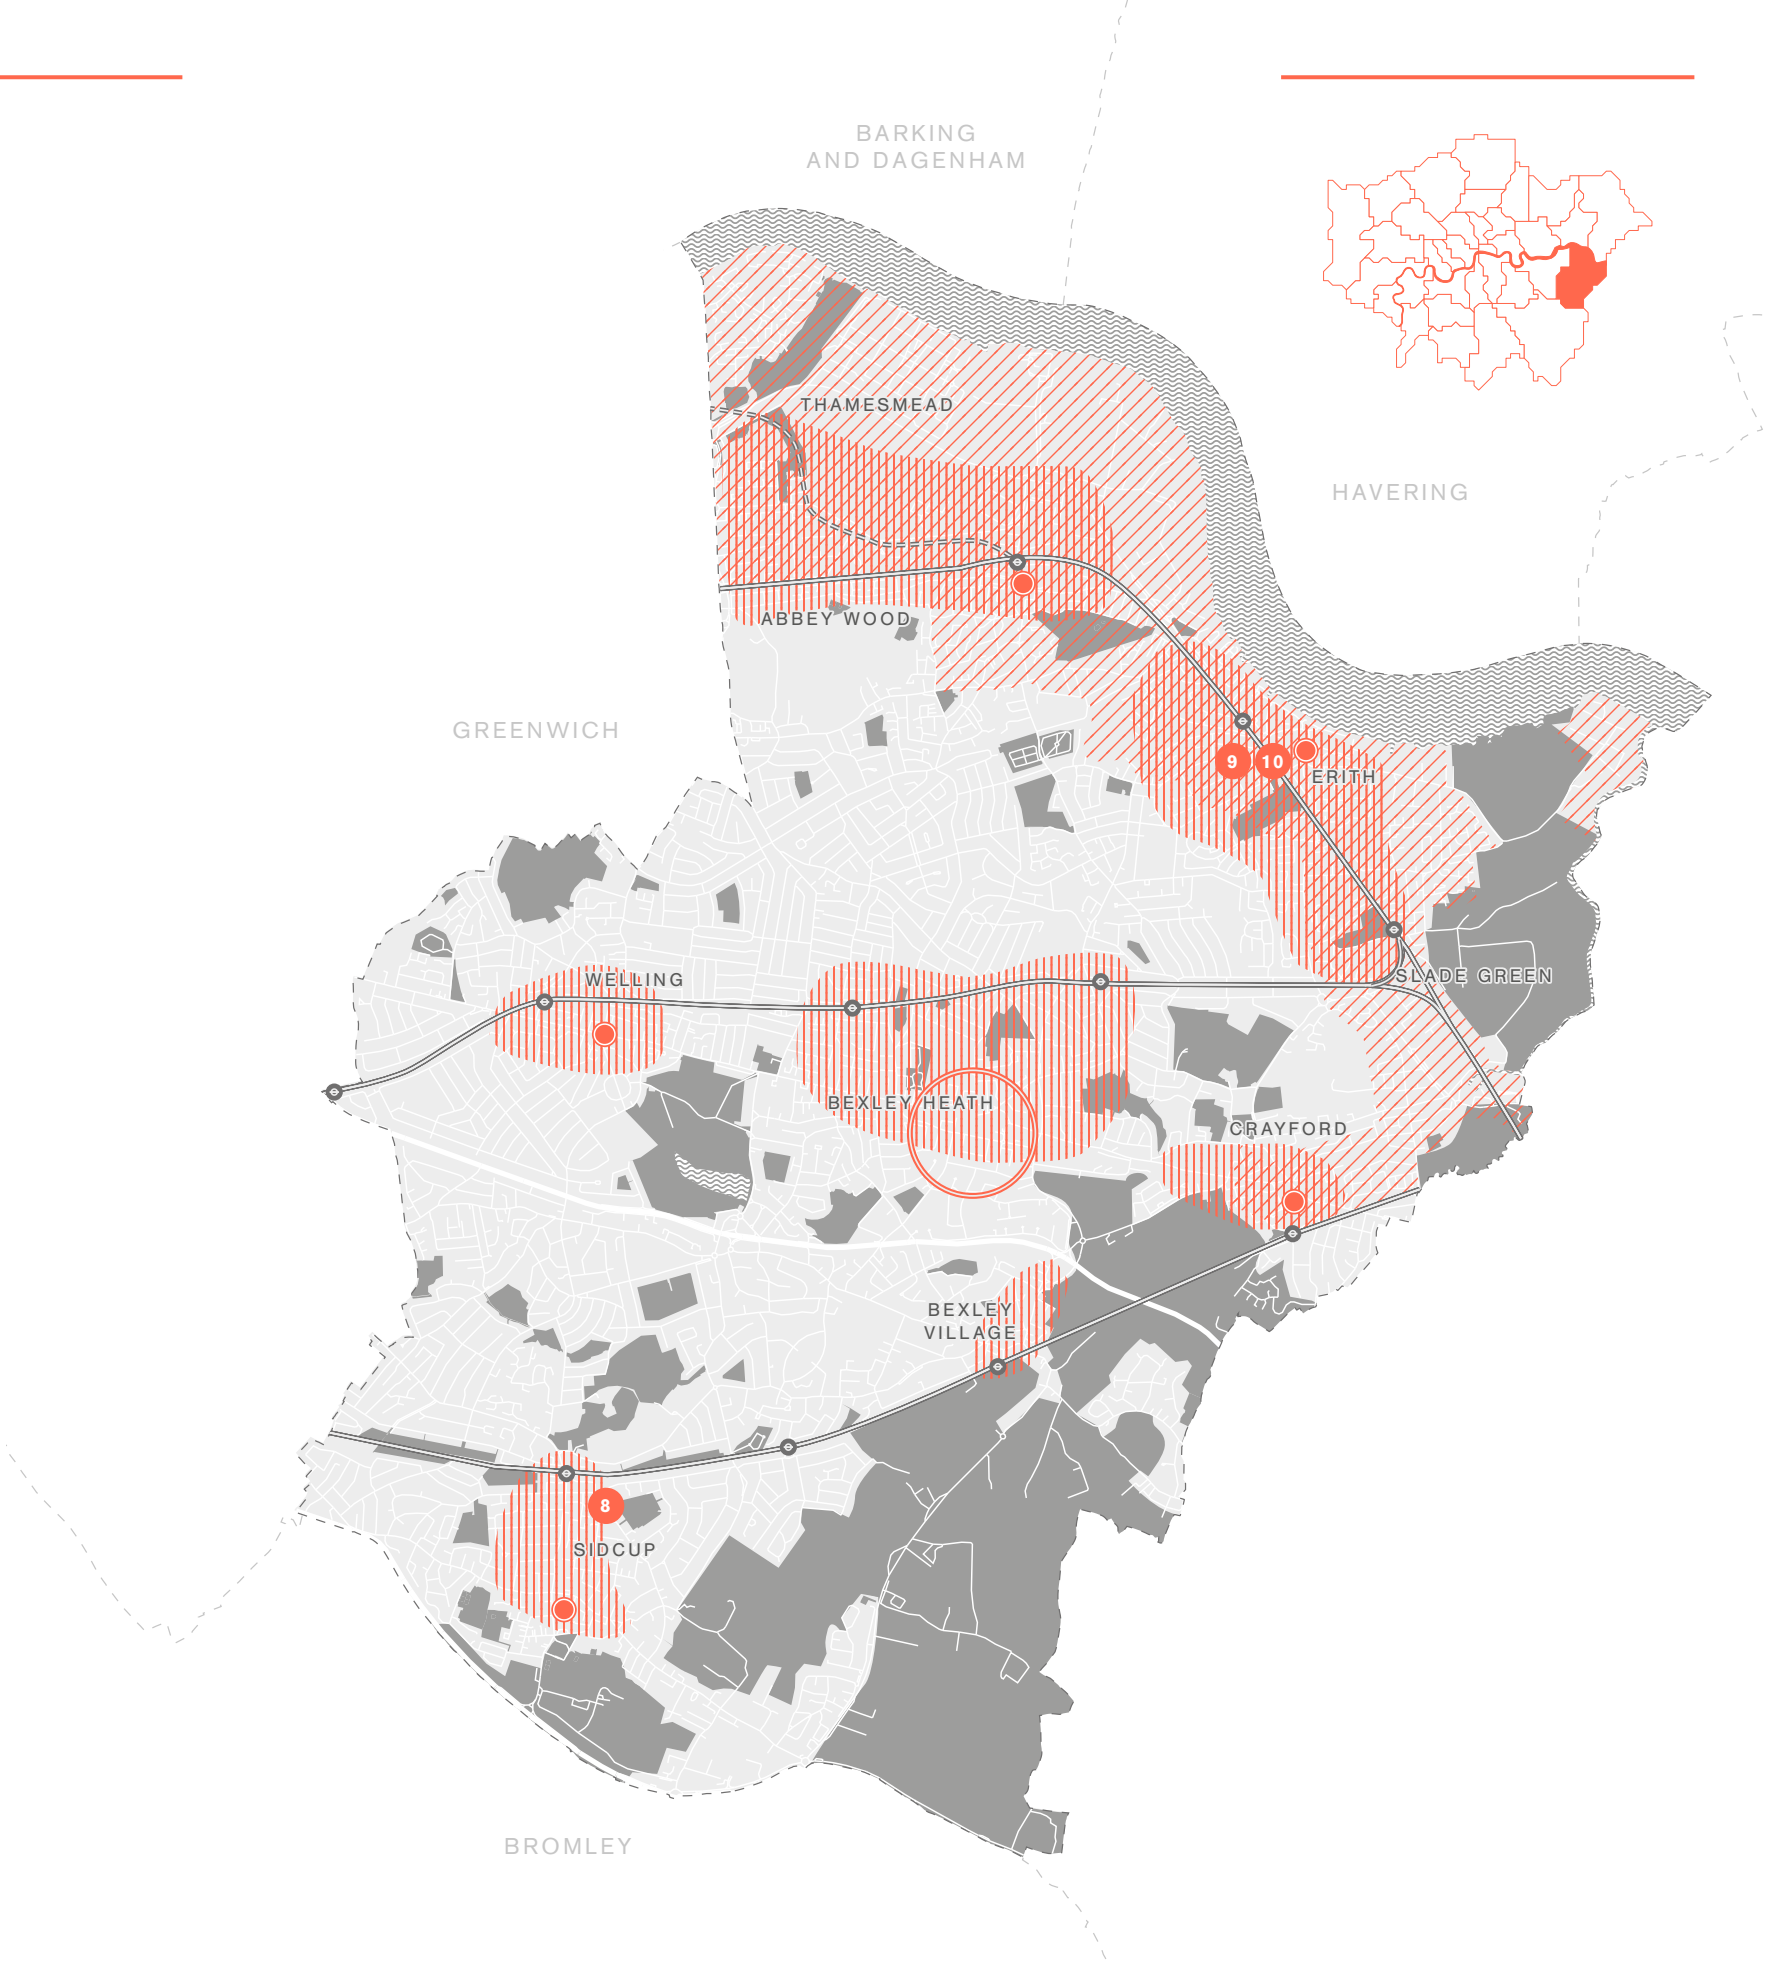 BARKING
AND DAGENHAM
THAMESMEAD
HAVERING
ABBEY WOOD
GREENWICH
9
10
ERITH
WELLING
SLADE GREEN
BEXLEY HEATH
CRAYFORD
BEXLEY
VILLAGE
8
SIDCUP
BROMLEY